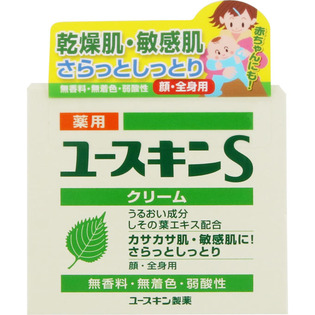 乾燥肌・敏感肌
さらっとしっとり
無香料・無着色・弱酸性
顔・全身用
赤ちゃんにも!
薬用
ユースキンS
クリーム
うるおい成分
しその葉エキス配合
カサカサ肌・敏感肌に!
さらっとしっとり
顔・全身用
無香料・無着色・弱酸性
ユースキン製薬